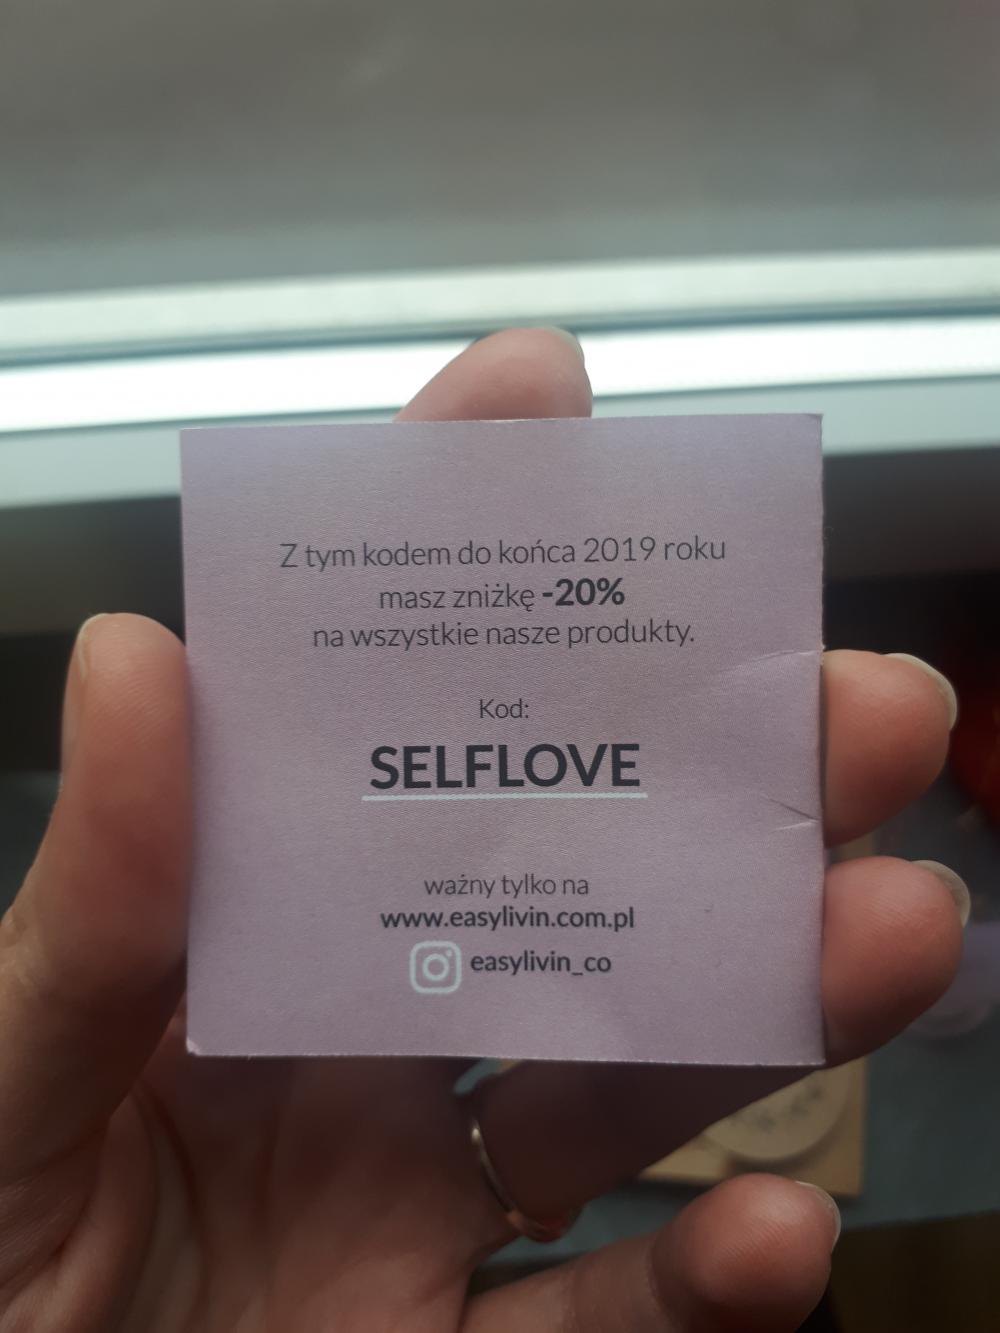 Z tym kodem do końca 2019 roku
masz zniżkę -20%
na wszystkie nasze produkty.
Kod:
SELFLOVE
ważny tylko na
www.easylivin.com.pl
easylivin_co